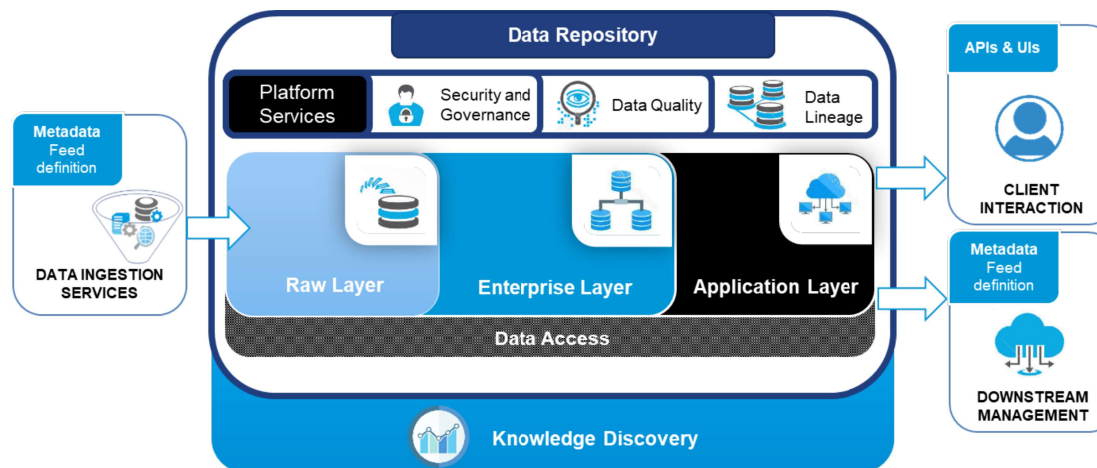 Data Repository
Platform
Services
Security and
Governance
Data Quality
Data
Lineage
Metadata
Feed
definition
DATA INGESTION
SERVICES
Raw Layer
Enterprise Layer
Application Layer
Data Access
Knowledge Discovery
APIs & UIs
CLIENT
INTERACTION
Metadata
Feed
definition
DOWNSTREAM
MANAGEMENT